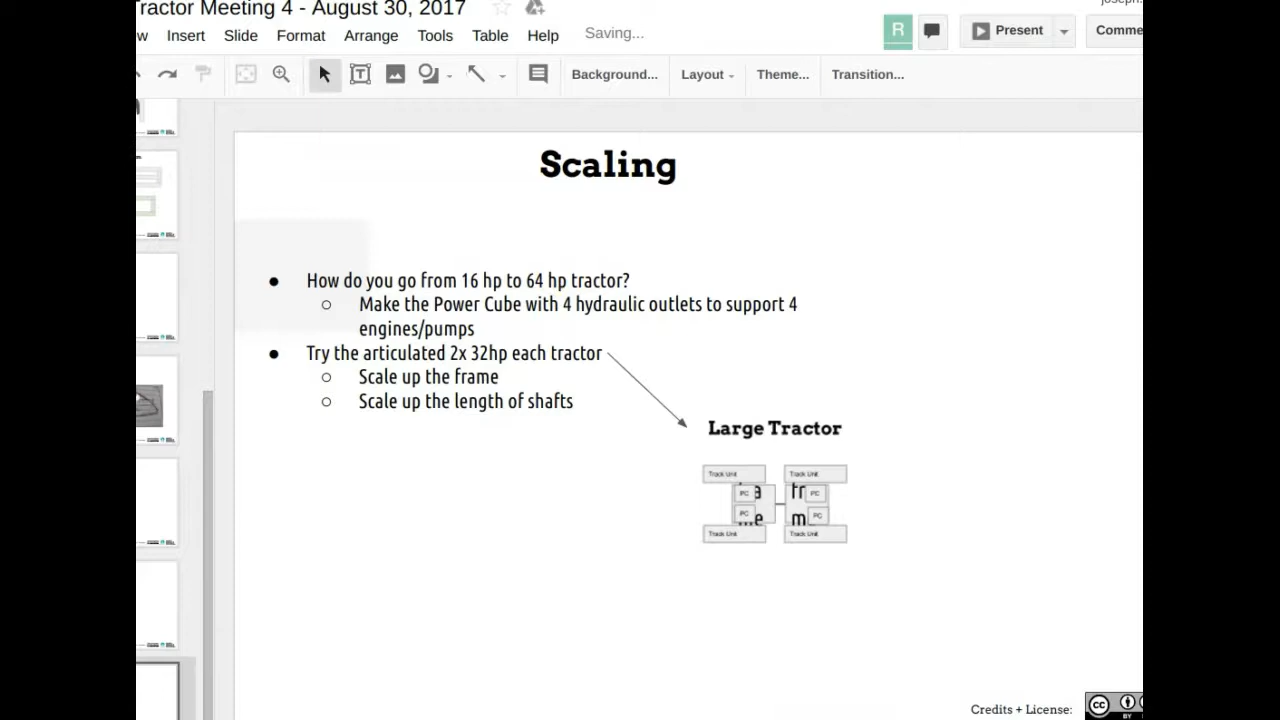 ractor Meeting 4 - August 30, 2017
w Insert Slide Format Arrange Tools Table Help Saving...
R Present Comme
Background... Layout Theme... Transition...
Scaling
● How do you go from 16 hp to 64 hp tractor?
○ Make the Power Cube with 4 hydraulic outlets to support 4
engines/pumps
● Try the articulated 2x 32hp each tractor
○ Scale up the frame
○ Scale up the length of shafts
Large Tractor
Track Unit Track Unit
PC a fr PC
PC e m PC
Track Unit Track Unit
Credits + License:
cc
BY